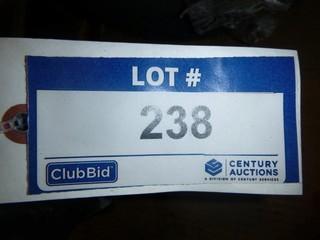 LOT #
238
ClubBid
CENTURY
AUCTIONS
A DIVISION OF CENTURY SERVICES